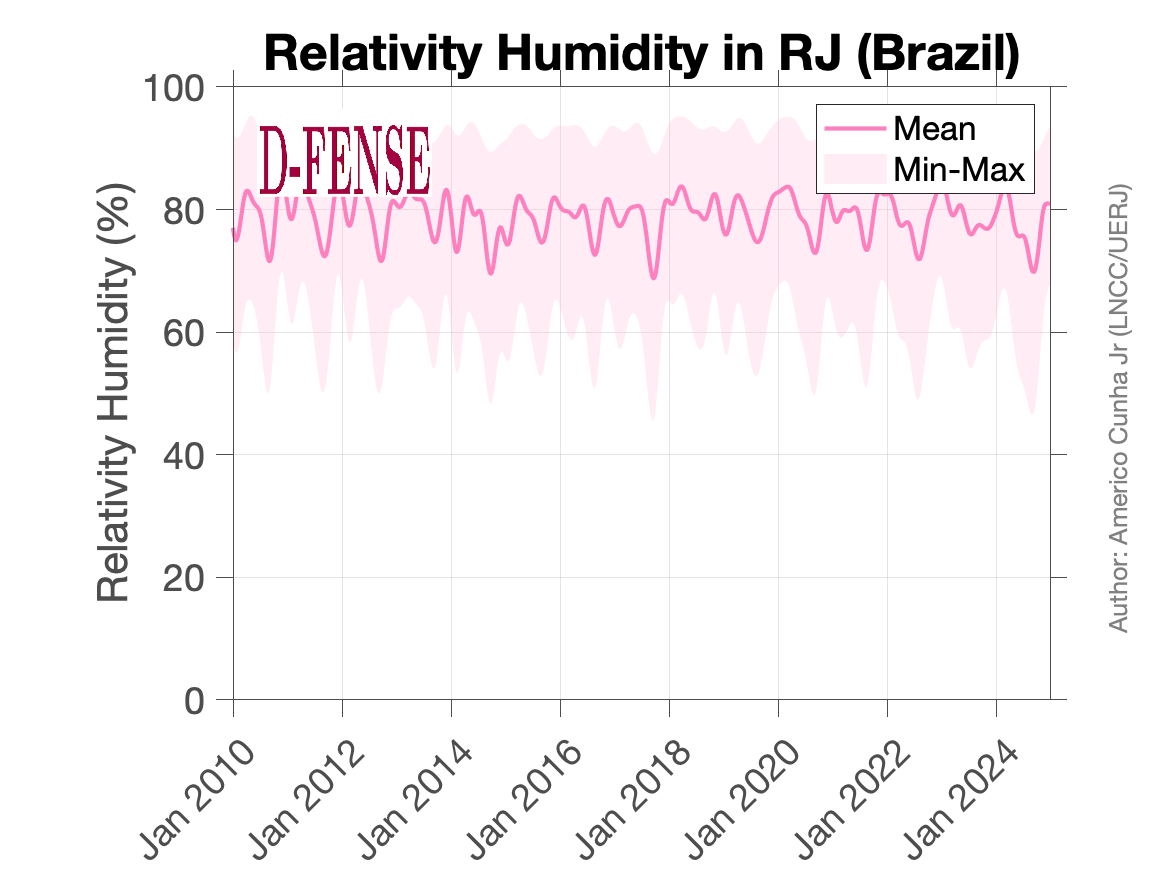 Relativity Humidity in RJ (Brazil)
D-FENSE
Mean
Min-Max
Relativity Humidity (%)
100
80
60
40
20
0
Jan 2010
Jan 2012
Jan 2014
Jan 2016
Jan 2018
Jan 2020
Jan 2022
Jan 2024
Author: Americo Cunha Jr (LNCC/UERJ)